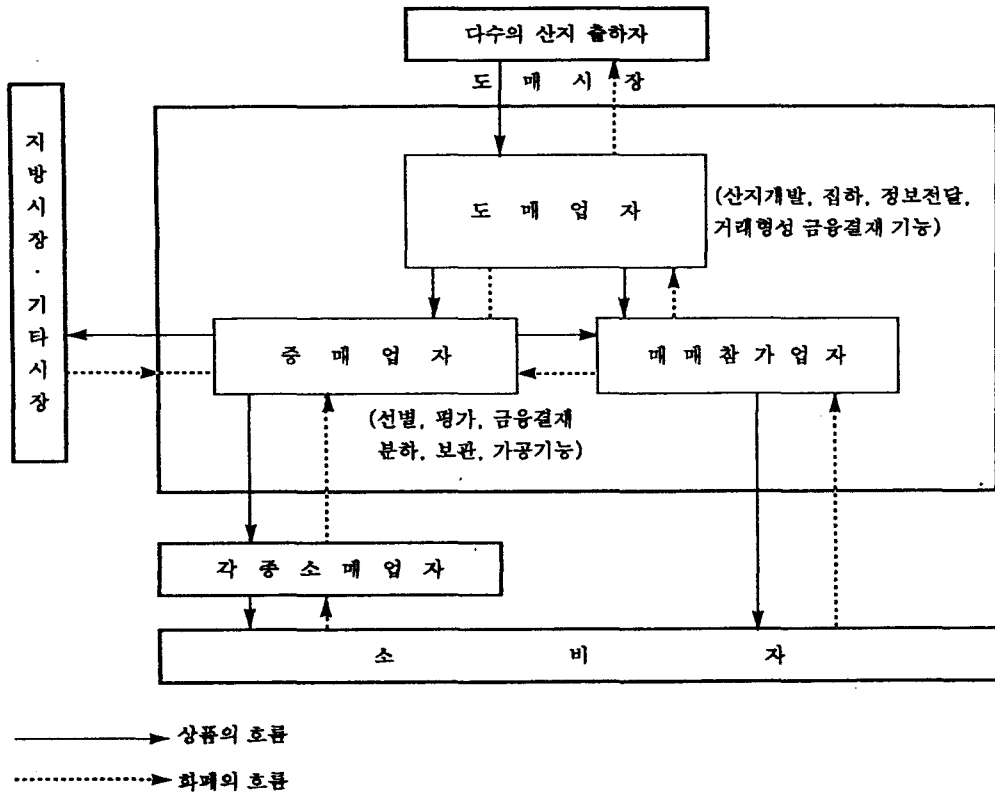 다수의 산지 출하자
도 매 시 장
지방시장·기타시장
도 매 업 자
(산지개발, 집하, 정보전달,
거래형성 금융결재 기능)
중 매 업 자
매 매 참 가 업 자
(선별, 평가, 금융결재
분하, 보관, 가공기능)
각 종 소 매 업 자
소 비 자
상품의 흐름
화폐의 흐름